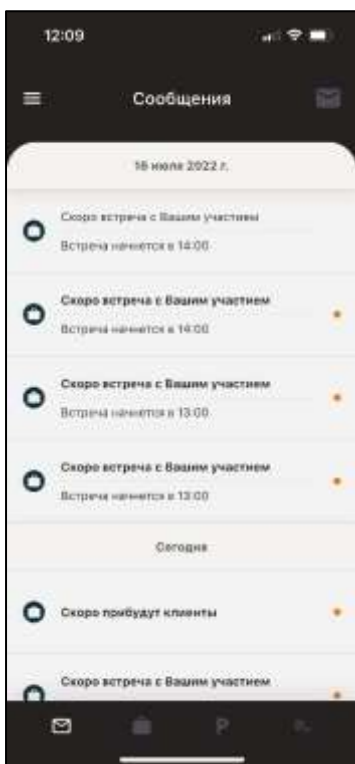 12:09
Сообщения
18 июля 2022 г.
Скоро встреча с Вашим участием
Встреча начнется в 14:00
Скоро встреча с Вашим участием
Встреча начнется в 14:00
Скоро встреча с Вашим участием
Встреча начнется в 13:00
Скоро встреча с Вашим участием
Встреча начнется в 13:00
Сегодня
Скоро прибудут клиенты
Скоро встреча с Вашим участием
P